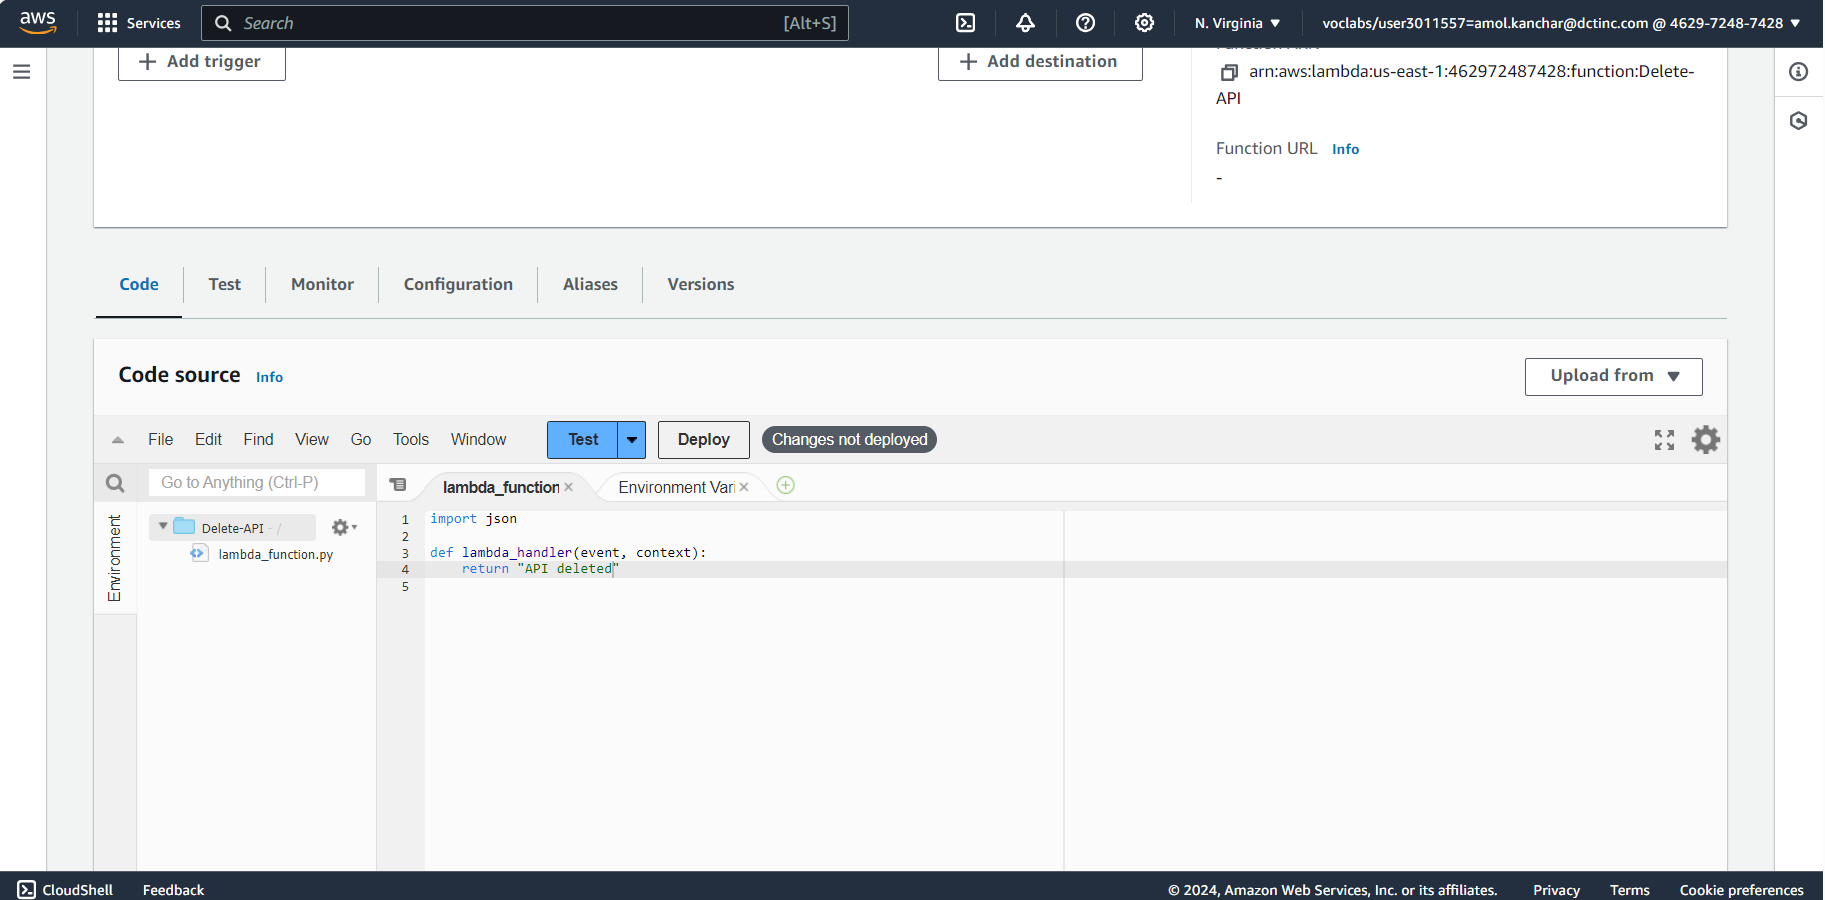 aws Services Search [Alt+S] N. Virginia ▼ voclabs/user3011557=amol.kanchar@dctinc.com @ 4629-7248-7428 ▼
Add trigger
Add destination
arn:aws:lambda:us-east-1:462972487428:function:Delete-
API
Function URL Info
-
Code Test Monitor Configuration Aliases Versions
Code source Info
Upload from ▼
File Edit Find View Go Tools Window Test Deploy Changes not deployed
Go to Anything (Ctrl-P)
lambda_function × Environment Vari ×
Environment
Delete-API - /
lambda_function.py
1 import json
2
3 def lambda_handler(event, context):
4     return "API deleted"
5
CloudShell Feedback © 2024, Amazon Web Services, Inc. or its affiliates. Privacy Terms Cookie preferences